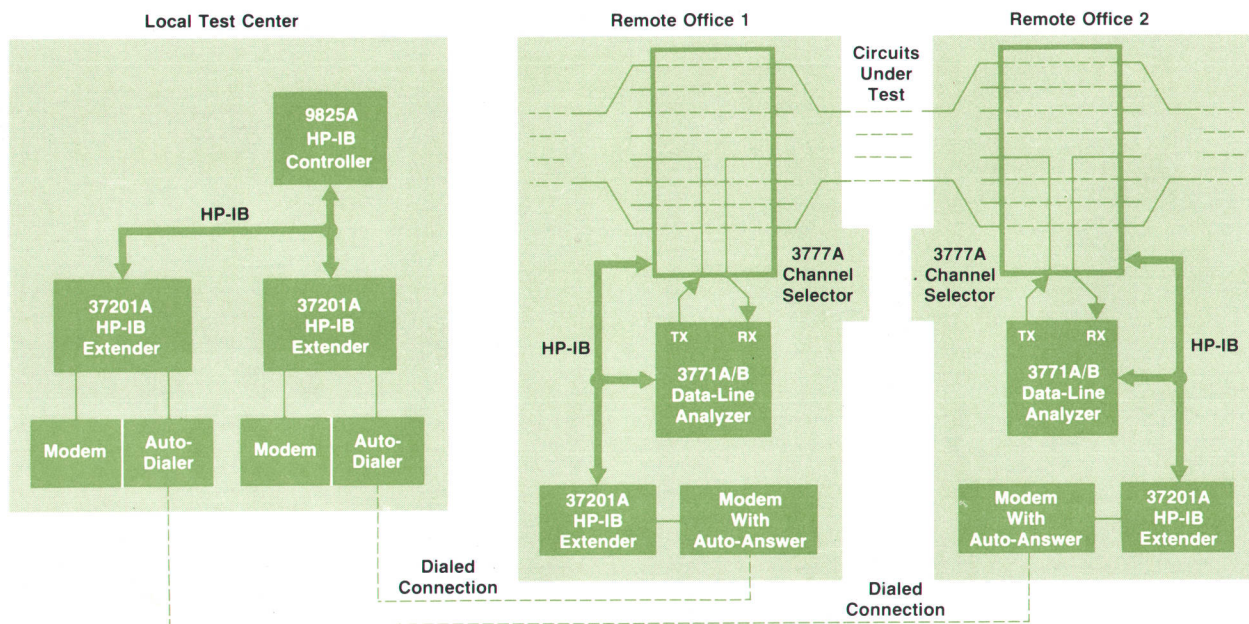 Local Test Center
9825A
HP-IB
Controller
HP-IB
37201A
HP-IB
Extender
37201A
HP-IB
Extender
Modem
Auto-
Dialer
Modem
Auto-
Dialer
Remote Office 1
Circuits
Under
Test
3777A
Channel
Selector
HP-IB
TX
RX
3771A/B
Data-Line
Analyzer
37201A
HP-IB
Extender
Modem
With
Auto-Answer
Dialed
Connection
Remote Office 2
3777A
Channel
Selector
TX
RX
3771A/B
Data-Line
Analyzer
HP-IB
Modem
With
Auto-Answer
37201A
HP-IB
Extender
Dialed
Connection